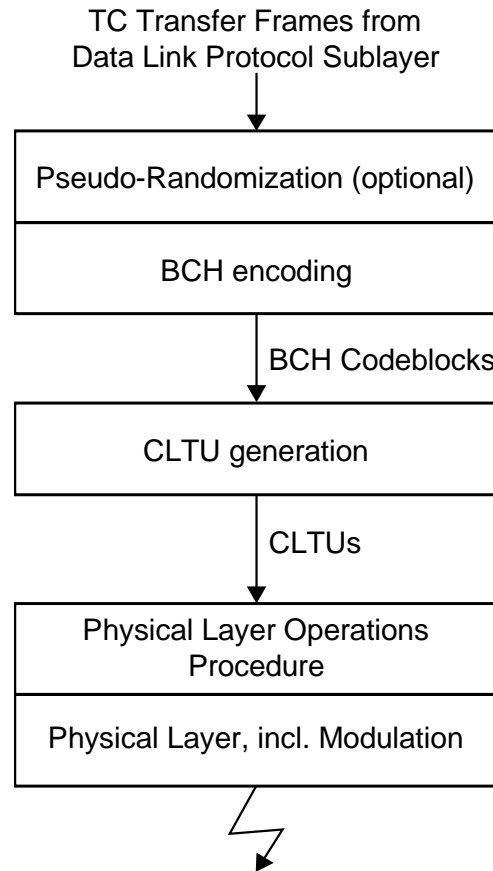 TC Transfer Frames from
Data Link Protocol Sublayer
Pseudo-Randomization (optional)
BCH encoding
BCH Codeblocks
CLTU generation
CLTUs
Physical Layer Operations
Procedure
Physical Layer, incl. Modulation